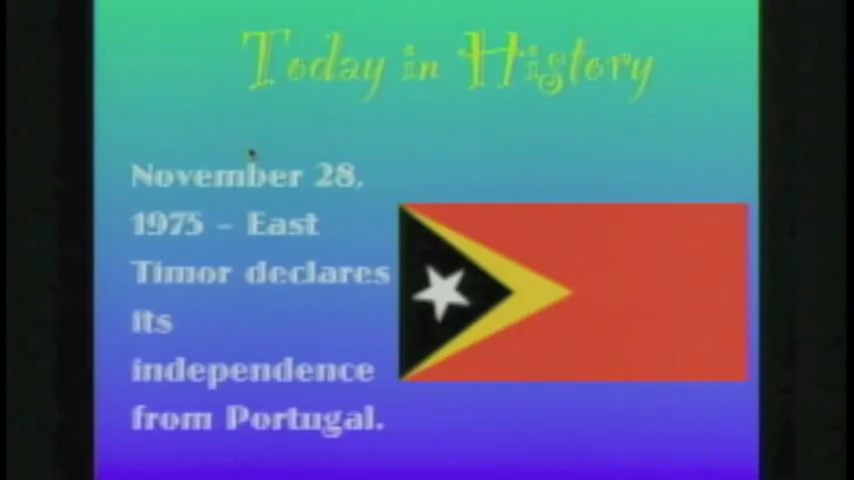 Today in History
November 28,
1975 - East
Timor declares
its
independence
from Portugal.